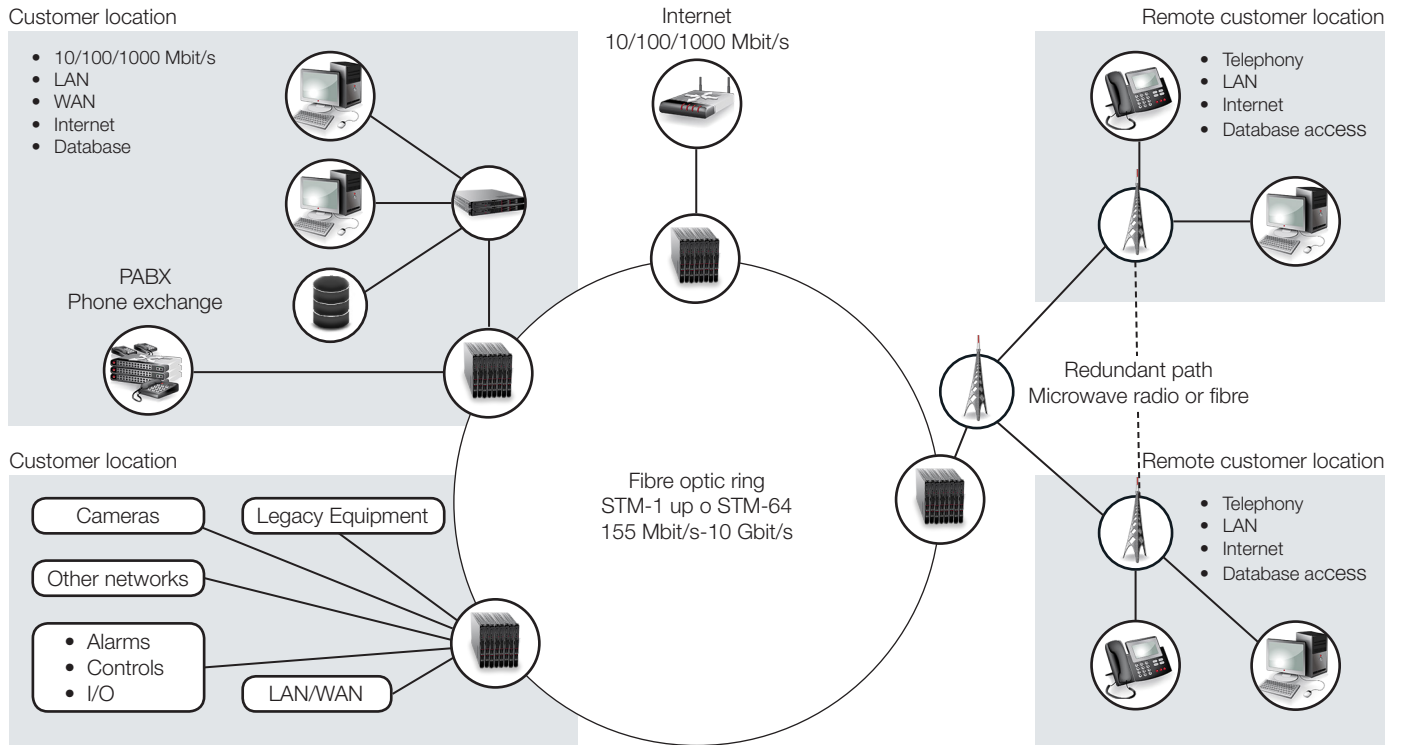 Customer location
• 10/100/1000 Mbit/s
• LAN
• WAN
• Internet
• Database
PABX
Phone exchange
Internet
10/100/1000 Mbit/s
Remote customer location
• Telephony
• LAN
• Internet
• Database access
Redundant path
Microwave radio or fibre
Fibre optic ring
STM-1 up o STM-64
155 Mbit/s-10 Gbit/s
Customer location
Cameras
Legacy Equipment
Other networks
• Alarms
• Controls
• I/O
LAN/WAN
Remote customer location
• Telephony
• LAN
• Internet
• Database access